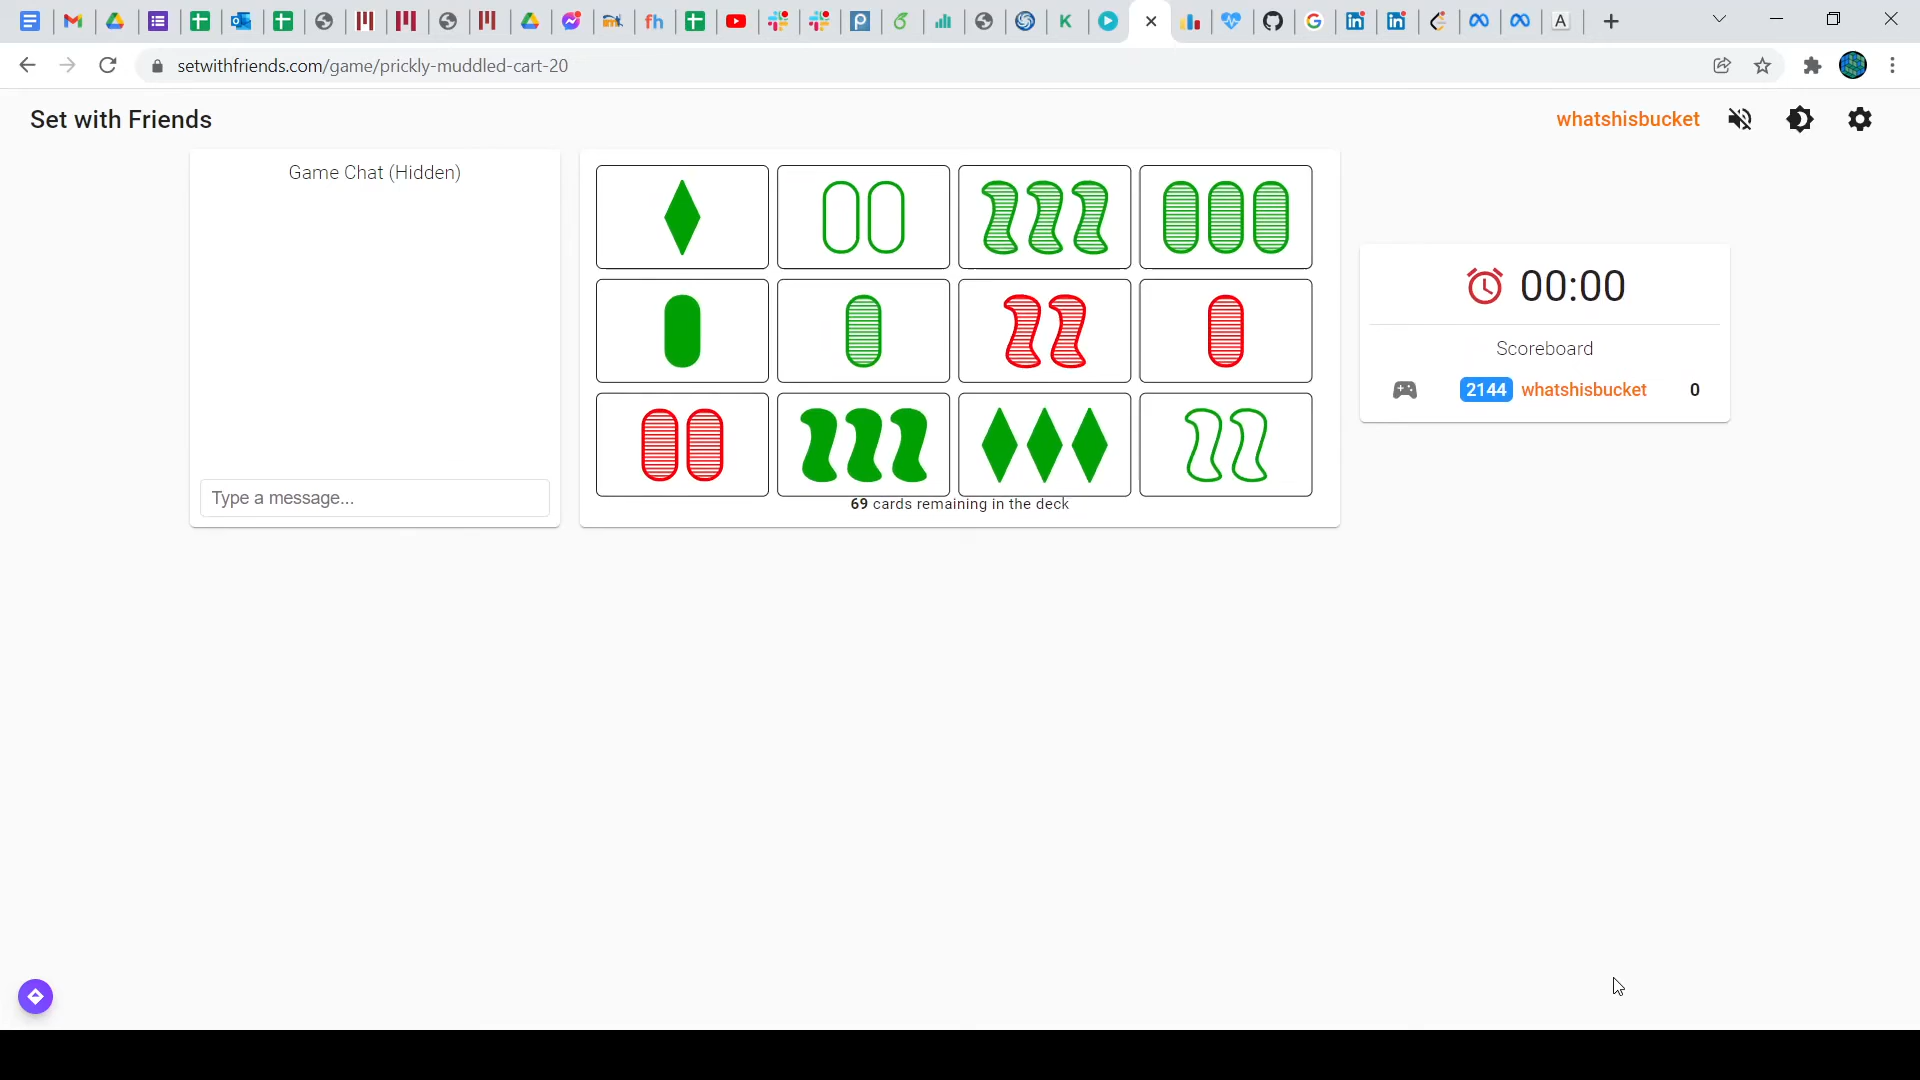 fh
K
A
setwithfriends.com/game/prickly-muddled-cart-20
Set with Friends
whatshisbucket
Game Chat (Hidden)
Type a message...
69 cards remaining in the deck
00:00
Scoreboard
2144 whatshisbucket 0